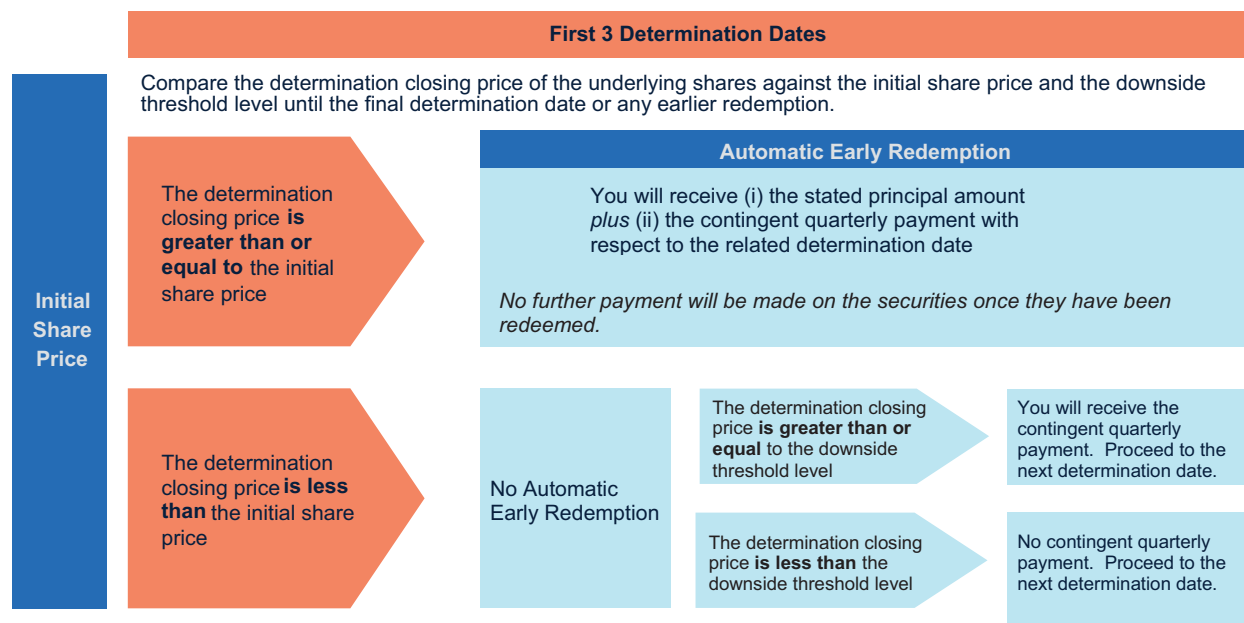 First 3 Determination Dates
Compare the determination closing price of the underlying shares against the initial share price and the downside
threshold level until the final determination date or any earlier redemption.
Initial
Share
Price
The determination
closing price is
greater than or
equal to the initial
share price
Automatic Early Redemption
You will receive (i) the stated principal amount
plus (ii) the contingent quarterly payment with
respect to the related determination date
No further payment will be made on the securities once they have been
redeemed.
The determination
closing price is less
than the initial share
price
No Automatic
Early Redemption
The determination closing
price is greater than or
equal to the downside
threshold level
You will receive the
contingent quarterly
payment.  Proceed to the
next determination date.
The determination closing
price is less than the
downside threshold level
No contingent quarterly
payment.  Proceed to the
next determination date.